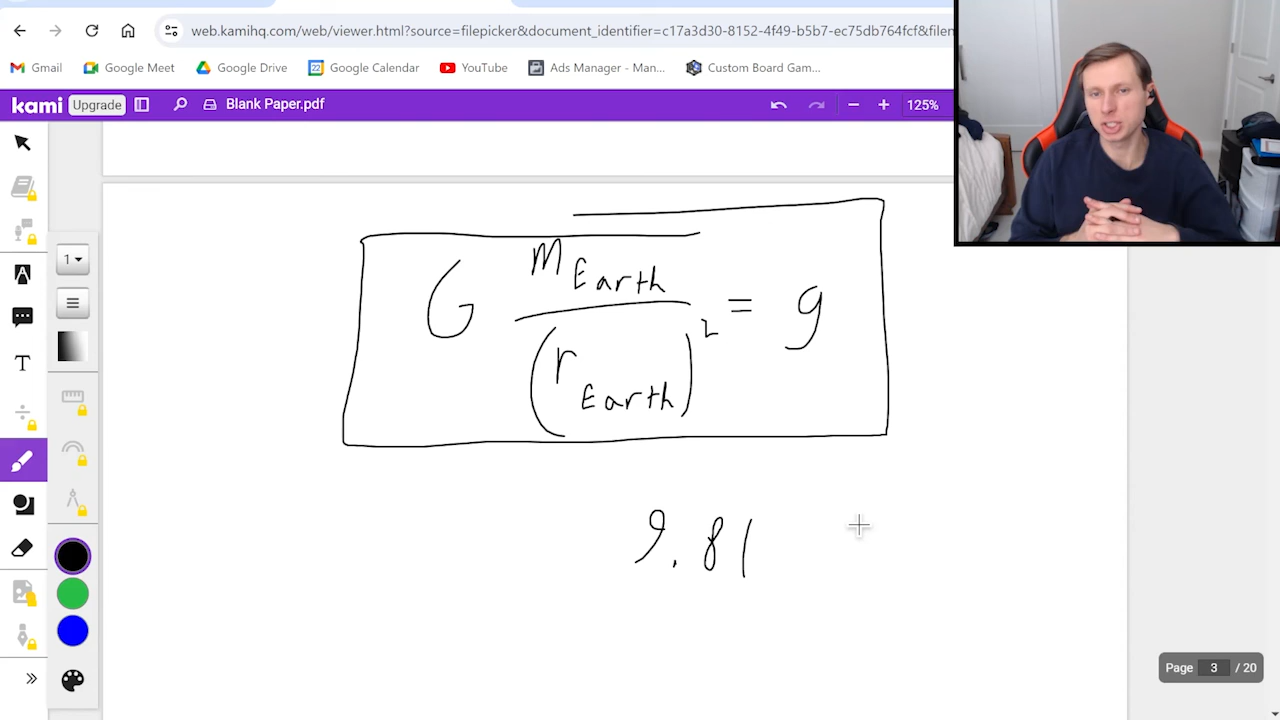 web.kamihq.com/web/viewer.html?source=filepicker&document_identifier=c17a3d30-8152-4f49-b5b7-ec75db764fcf&filen
Gmail Google Meet Google Drive 22 Google Calendar YouTube Ads Manager - Man... Custom Board Gam...
kami Upgrade Blank Paper.pdf 125%
1
T
G m Earth
(r Earth)² = g
9.81
Page 3 / 20